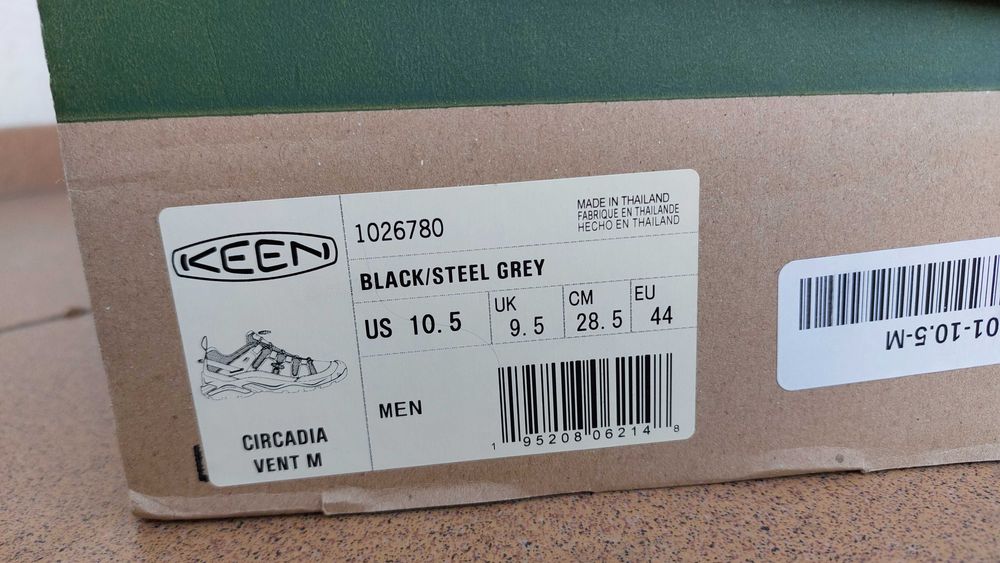 KEEN
1026780
MADE IN THAILAND
FABRIQUE EN THAILANDE
HECHO EN THAILAND
BLACK/STEEL GREY
US 10.5
UK
9.5
CM
28.5
EU
44
MEN
CIRCADIA
VENT M
1 95208 06214 8
01-10.5-M